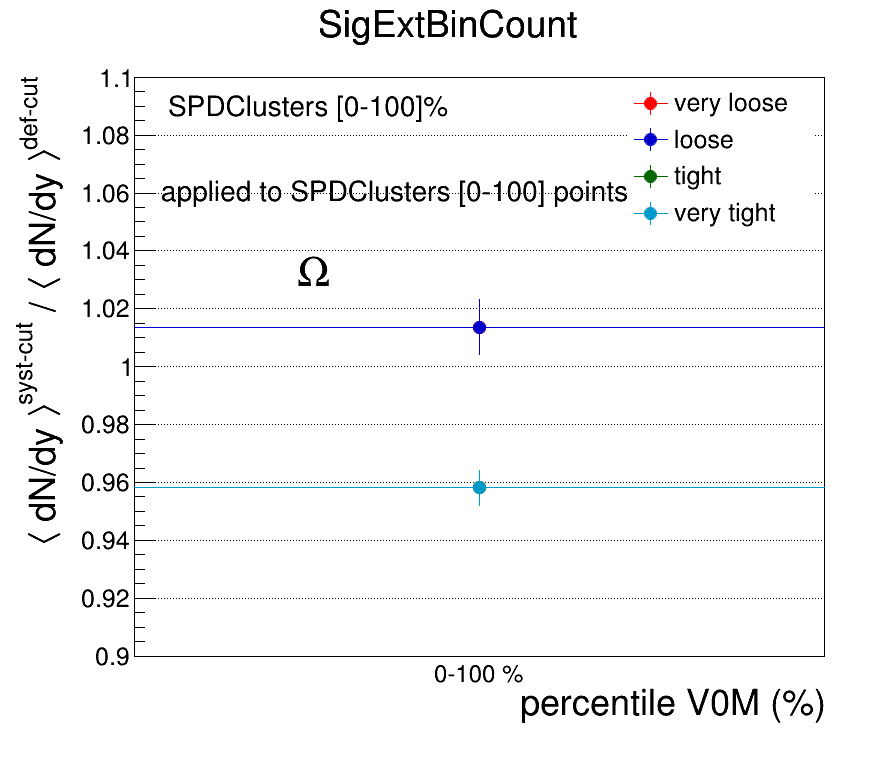 SigExtBinCount
⟨ dN/dy ⟩^syst-cut / ⟨ dN/dy ⟩^def-cut
1.1
1.08
1.06
1.04
1.02
1
0.98
0.96
0.94
0.92
0.9
SPDClusters [0-100]%
applied to SPDClusters [0-100] points
Ω
very loose
loose
tight
very tight
0-100 %
percentile V0M (%)